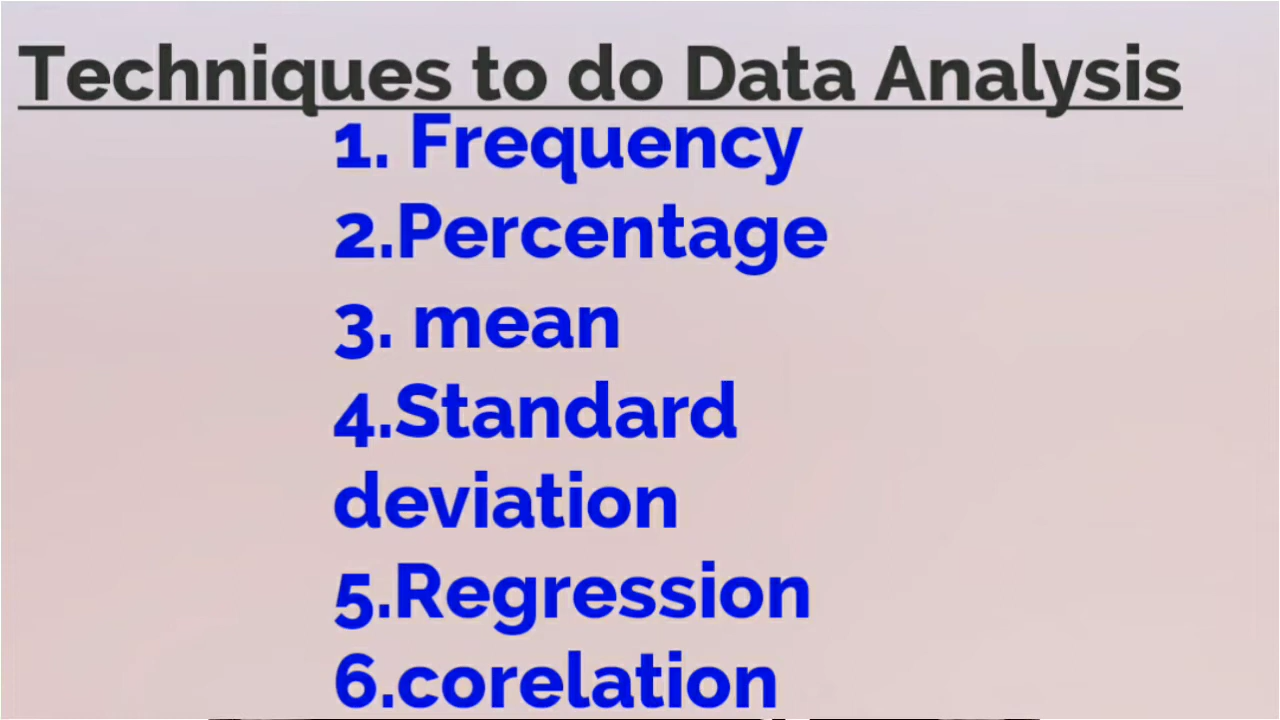 Techniques to do Data Analysis
1. Frequency
2.Percentage
3. mean
4.Standard
deviation
5.Regression
6.corelation